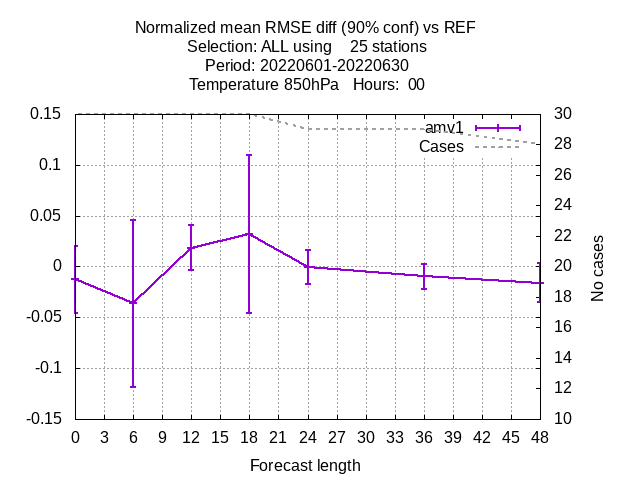 Normalized mean RMSE diff (90% conf) vs REF
Selection: ALL using    25 stations
Period: 20220601-20220630
Temperature 850hPa   Hours:  00
0.15
0.1
0.05
0
-0.05
-0.1
-0.15
30
28
26
24
22
20
18
16
14
12
10
amv1
Cases
No cases
0 3 6 9 12 15 18 21 24 27 30 33 36 39 42 45 48
Forecast length